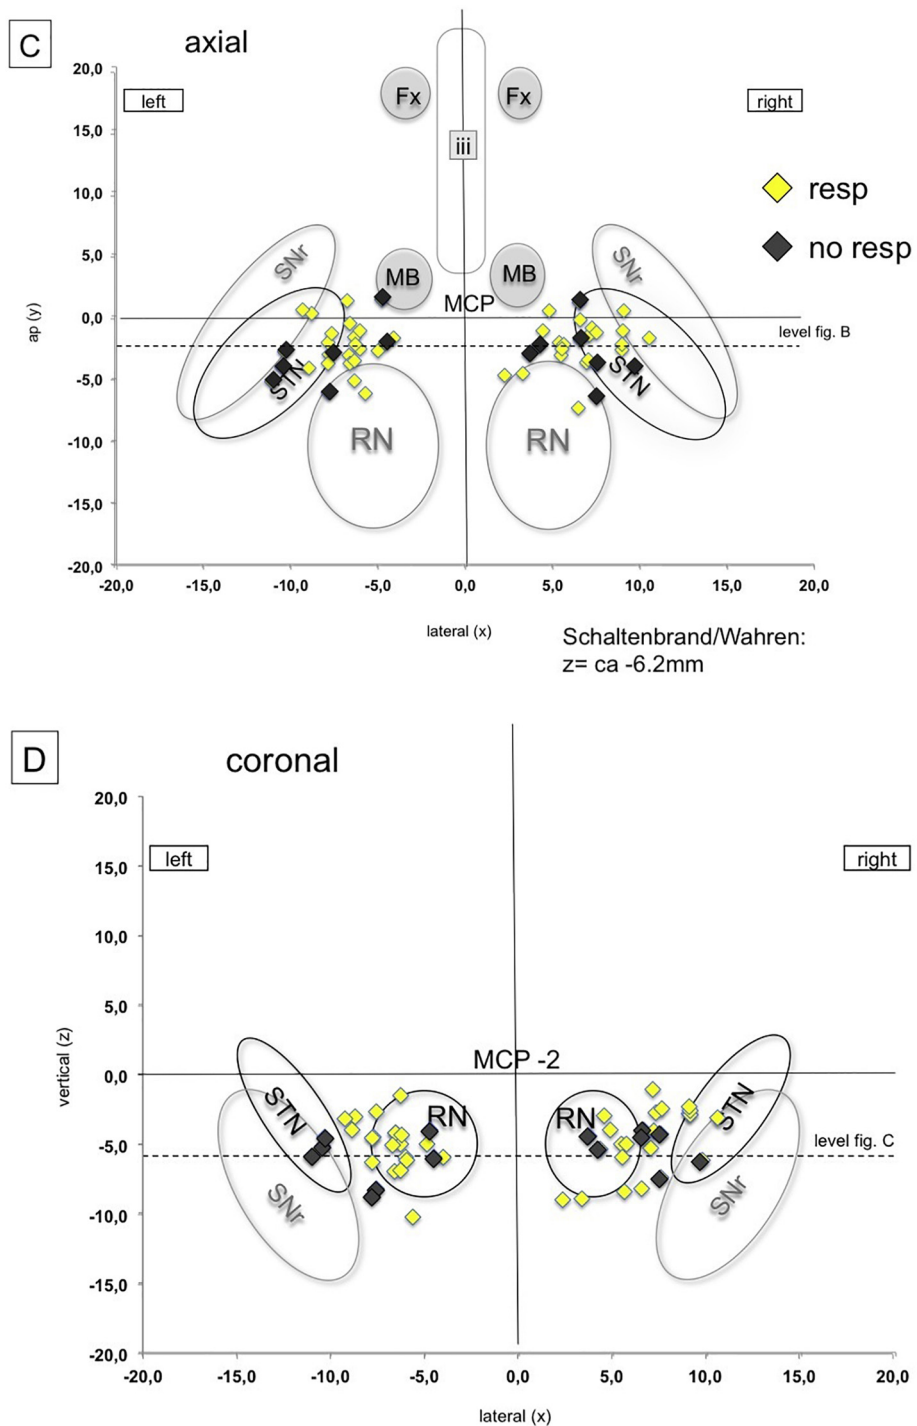 C
axial
20,0
left
Fx
Fx
right
15,0
iii
resp
10,0
no resp
5,0
SNr
SNr
MB
MB
MCP
0,0
level fig. B
ap (y)
-5,0
STN
STN
RN
RN
-10,0
-15,0
-20,0
-20,0 -15,0 -10,0 -5,0 0,0 5,0 10,0 15,0 20,0
lateral (x)
Schaltenbrand/Wahren:
z= ca -6.2mm
D
coronal
20,0
left
right
15,0
10,0
5,0
vertical (z)
MCP -2
0,0
STN
RN
RN
STN
-5,0
level fig. C
SNr
SNr
-10,0
-15,0
-20,0
-20,0 -15,0 -10,0 -5,0 0,0 5,0 10,0 15,0 20,0
lateral (x)